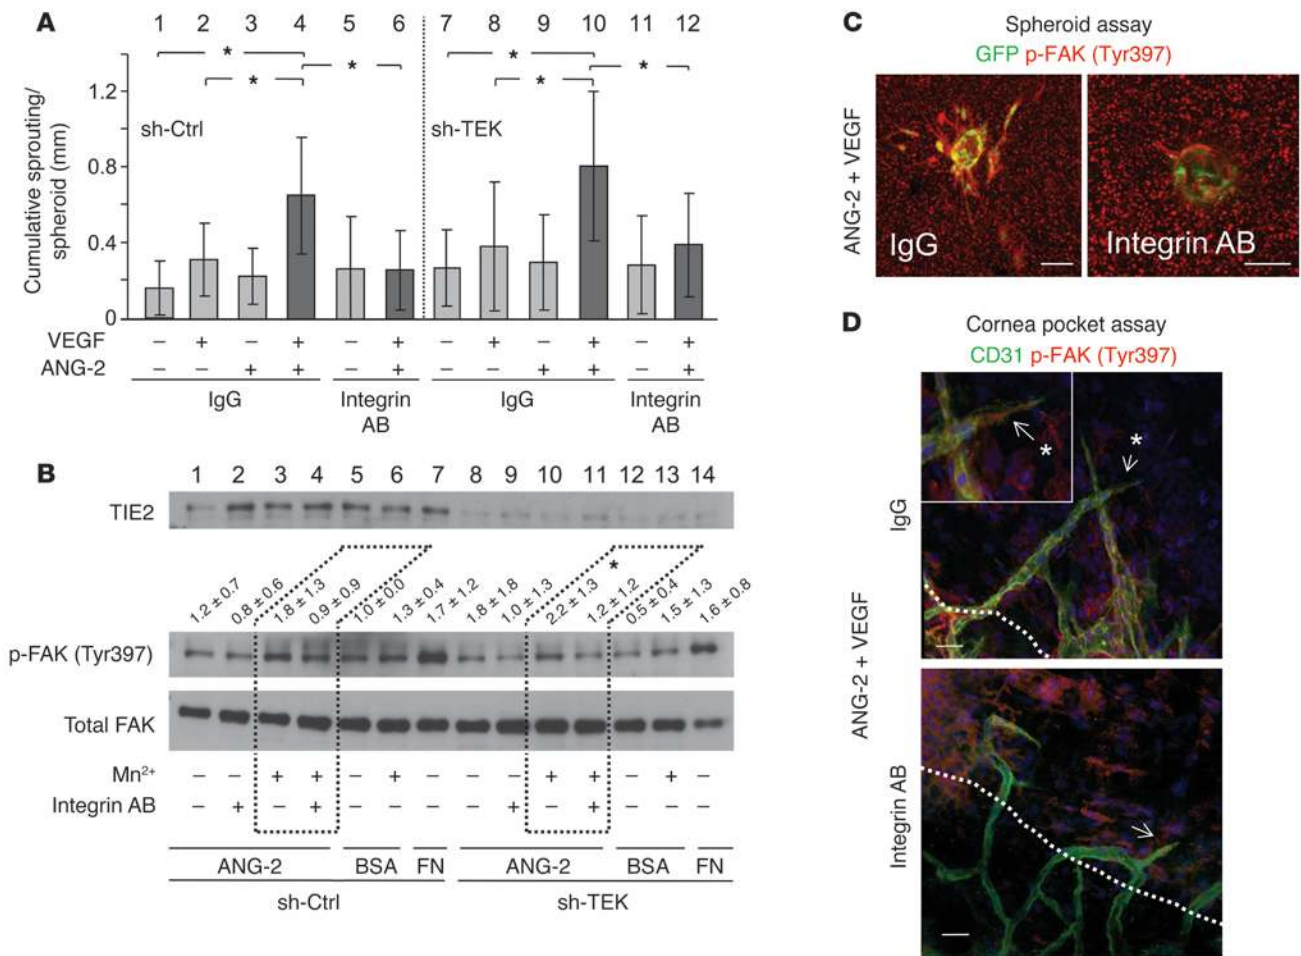 A
1 2 3 4 5 6 7 8 9 10 11 12
* * * * * *
Cumulative sprouting/
spheroid (mm)
1.2
0.8
0.4
0
sh-Ctrl
sh-TEK
VEGF – + – + – + – + – + – +
ANG-2 – – + + – + – – + + – +
IgG Integrin AB IgG Integrin AB
B
1 2 3 4 5 6 7 8 9 10 11 12 13 14
TIE2
*
1.2 ± 0.7 0.8 ± 0.6 1.8 ± 1.3 0.9 ± 0.9 1.0 ± 0.0 1.3 ± 0.4 1.7 ± 1.2 1.8 ± 1.8 1.0 ± 1.3 2.2 ± 1.3 1.2 ± 1.2 0.5 ± 0.4 1.5 ± 1.3 1.6 ± 0.8
p-FAK (Tyr397)
Total FAK
Mn2+ – – + + – + – – – + + – + –
Integrin AB – + – + – – – – + – + – – –
ANG-2 BSA FN ANG-2 BSA FN
sh-Ctrl sh-TEK
C
Spheroid assay
GFP p-FAK (Tyr397)
ANG-2 + VEGF
IgG
Integrin AB
D
Cornea pocket assay
CD31 p-FAK (Tyr397)
ANG-2 + VEGF
IgG
* *
Integrin AB